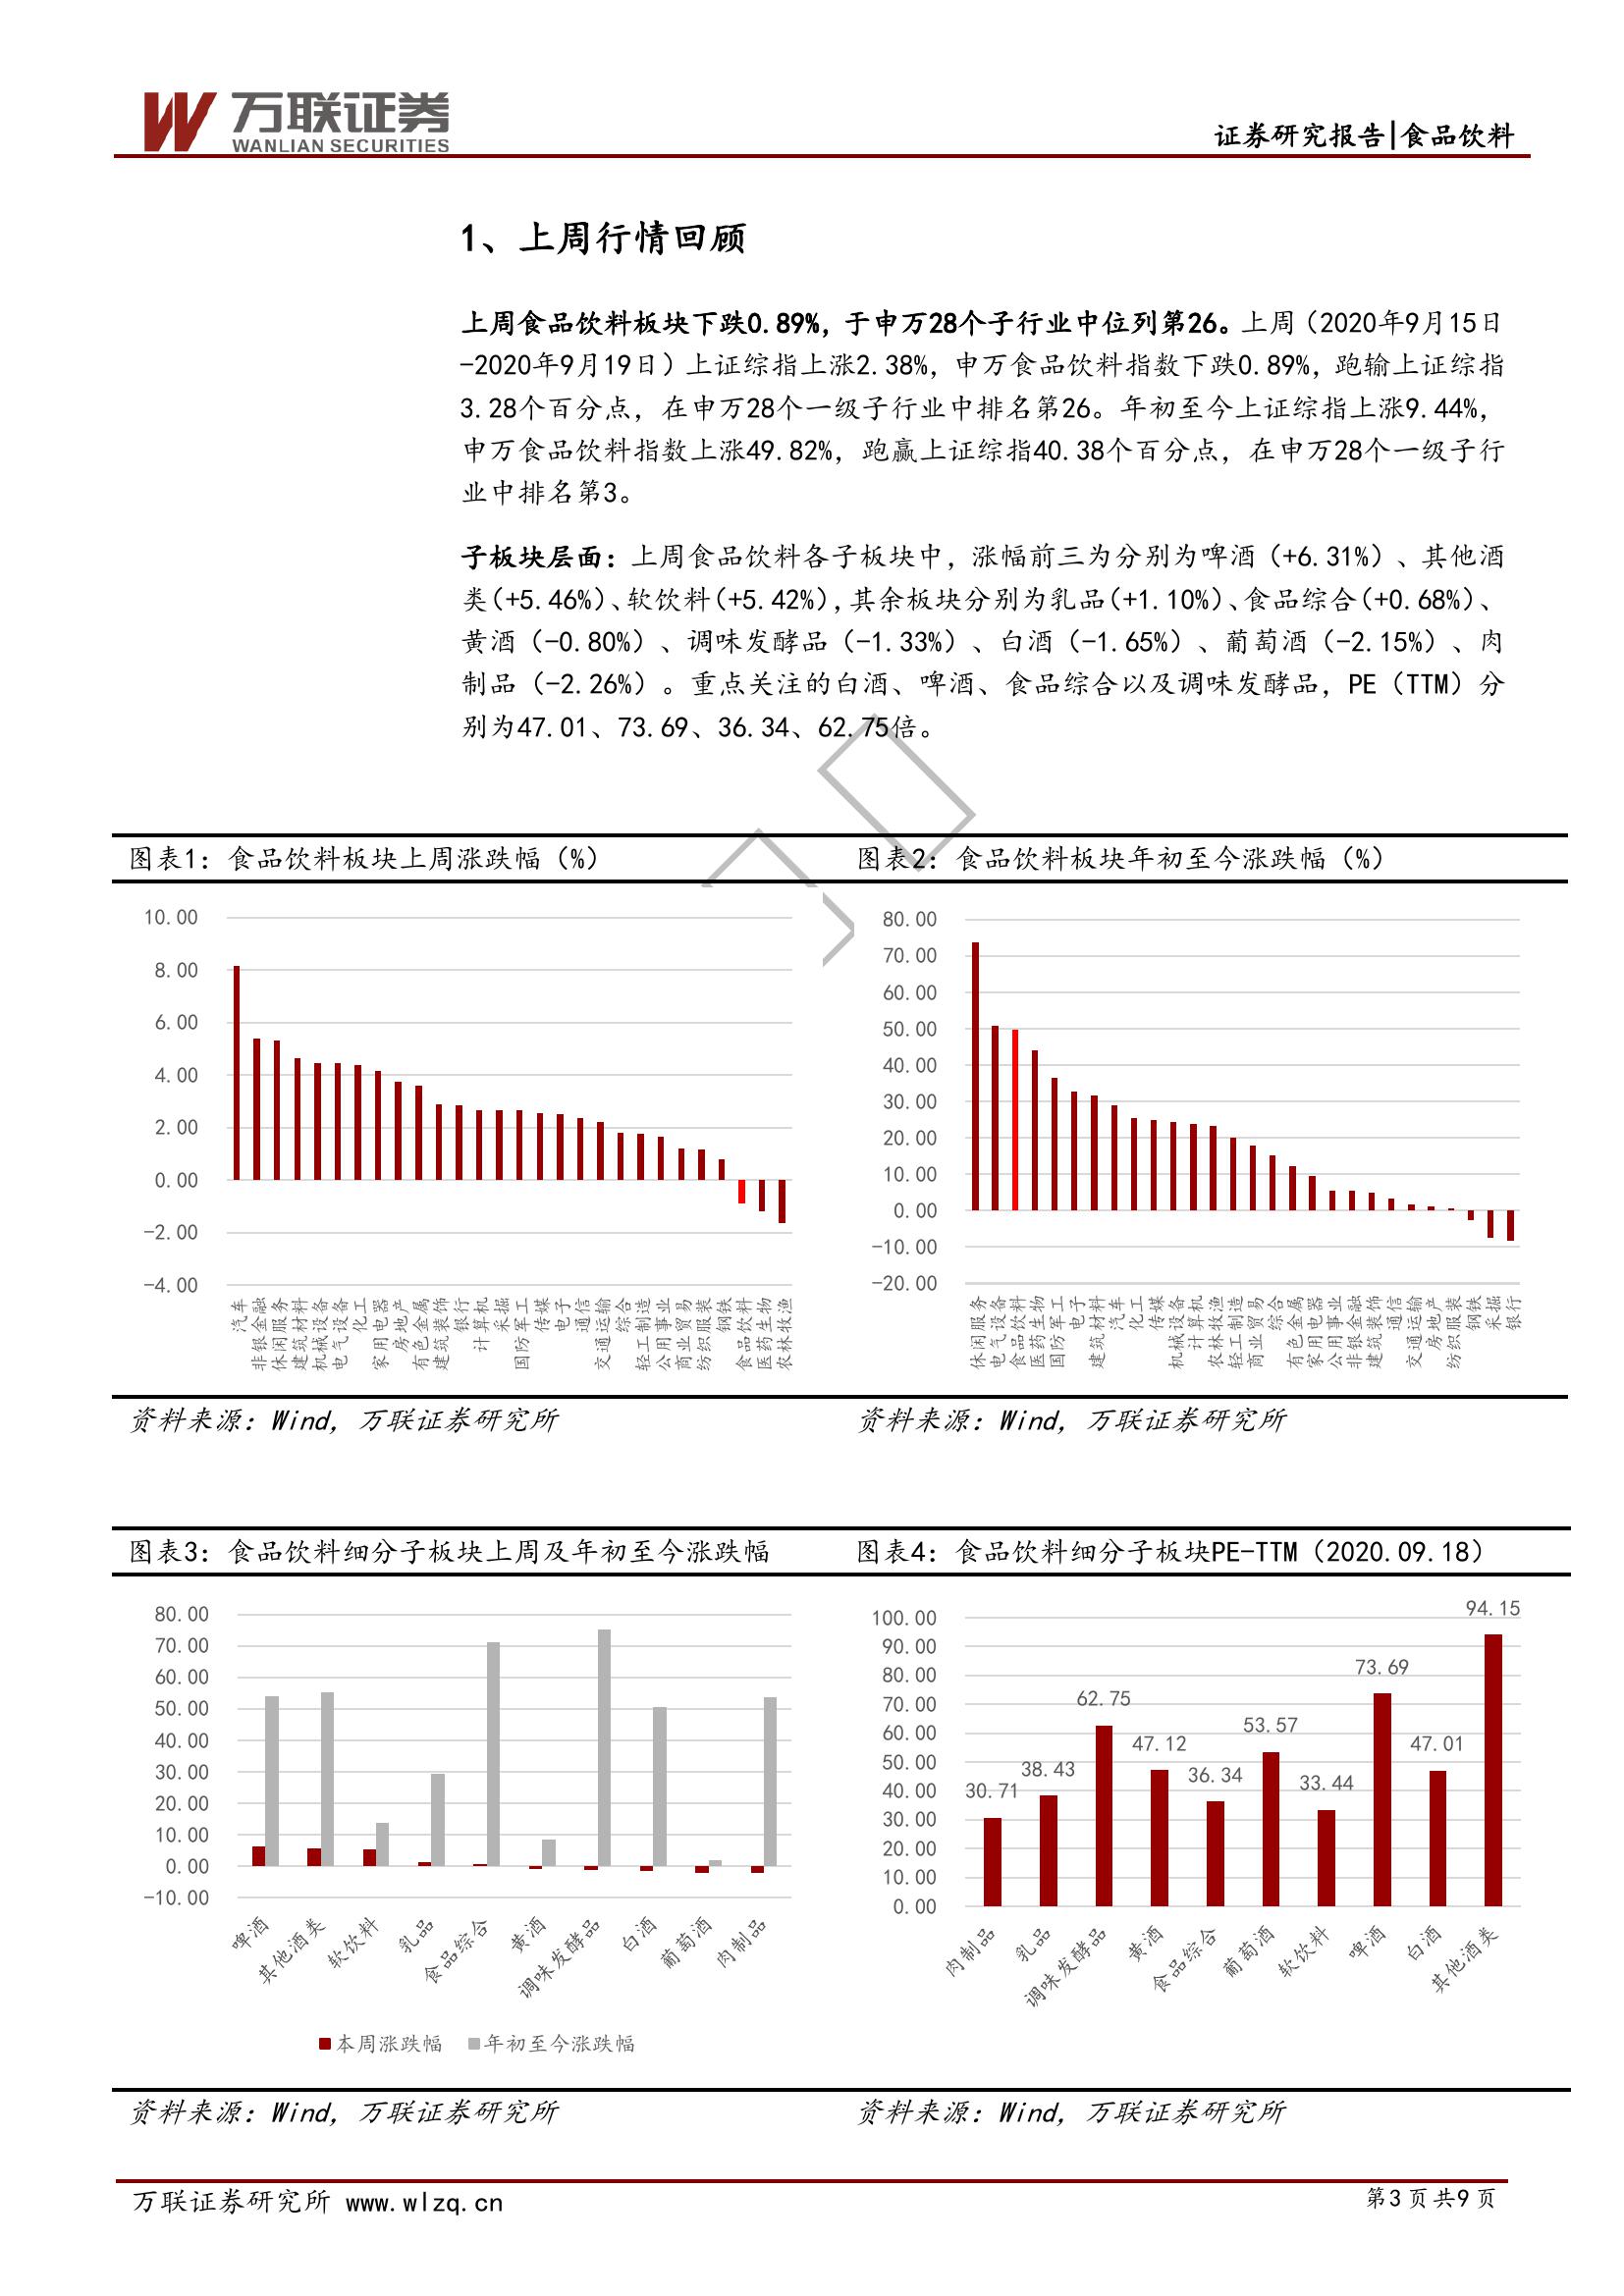 万联证券
WANLIAN SECURITIES
证券研究报告|食品饮料
1、上周行情回顾
上周食品饮料板块下跌0.89%，于申万28个子行业中位列第26。上周（2020年9月15日
-2020年9月19日）上证综指上涨2.38%，申万食品饮料指数下跌0.89%，跑输上证综指
3.28个百分点，在申万28个一级子行业中排名第26。年初至今上证综指上涨9.44%，
申万食品饮料指数上涨49.82%，跑赢上证综指40.38个百分点，在申万28个一级子行
业中排名第3。
子板块层面：上周食品饮料各子板块中，涨幅前三为分别为啤酒（+6.31%）、其他酒
类(+5.46%)、软饮料(+5.42%)，其余板块分别为乳品(+1.10%)、食品综合(+0.68%)、
黄酒（-0.80%）、调味发酵品（-1.33%）、白酒（-1.65%）、葡萄酒（-2.15%）、肉
制品（-2.26%）。重点关注的白酒、啤酒、食品综合以及调味发酵品，PE（TTM）分
别为47.01、73.69、36.34、62.75倍。
图表1：食品饮料板块上周涨跌幅（%）
10.00
8.00
6.00
4.00
2.00
0.00
-2.00
-4.00
汽车
非银金融
休闲服务
建筑材料
机械设备
电气设备
化工
家用电器
房地产
有色金属
建筑装饰
银行
计算机
采掘
国防军工
传媒
电子
通信
交通运输
综合
轻工制造
公用事业
商业贸易
纺织服装
钢铁
食品饮料
医药生物
农林牧渔
资料来源：Wind，万联证券研究所
图表2：食品饮料板块年初至今涨跌幅（%）
80.00
70.00
60.00
50.00
40.00
30.00
20.00
10.00
0.00
-10.00
-20.00
休闲服务
电气设备
食品饮料
医药生物
国防军工
电子
建筑材料
汽车
化工
传媒
机械设备
计算机
农林牧渔
轻工制造
商业贸易
综合
有色金属
家用电器
公用事业
非银金融
建筑装饰
通信
交通运输
房地产
纺织服装
钢铁
采掘
银行
资料来源：Wind，万联证券研究所
图表3：食品饮料细分子板块上周及年初至今涨跌幅
80.00
70.00
60.00
50.00
40.00
30.00
20.00
10.00
0.00
-10.00
啤酒
其他酒类
软饮料
乳品
食品综合
黄酒
调味发酵品
白酒
葡萄酒
肉制品
本周涨跌幅
年初至今涨跌幅
资料来源：Wind，万联证券研究所
图表4：食品饮料细分子板块PE-TTM（2020.09.18）
100.00
90.00
80.00
70.00
60.00
50.00
40.00
30.00
20.00
10.00
0.00
30.71
38.43
62.75
47.12
36.34
53.57
33.44
73.69
47.01
94.15
肉制品
乳品
调味发酵品
黄酒
食品综合
葡萄酒
软饮料
啤酒
白酒
其他酒类
资料来源：Wind，万联证券研究所
万联证券研究所 www.wlzq.cn
第3页共9页